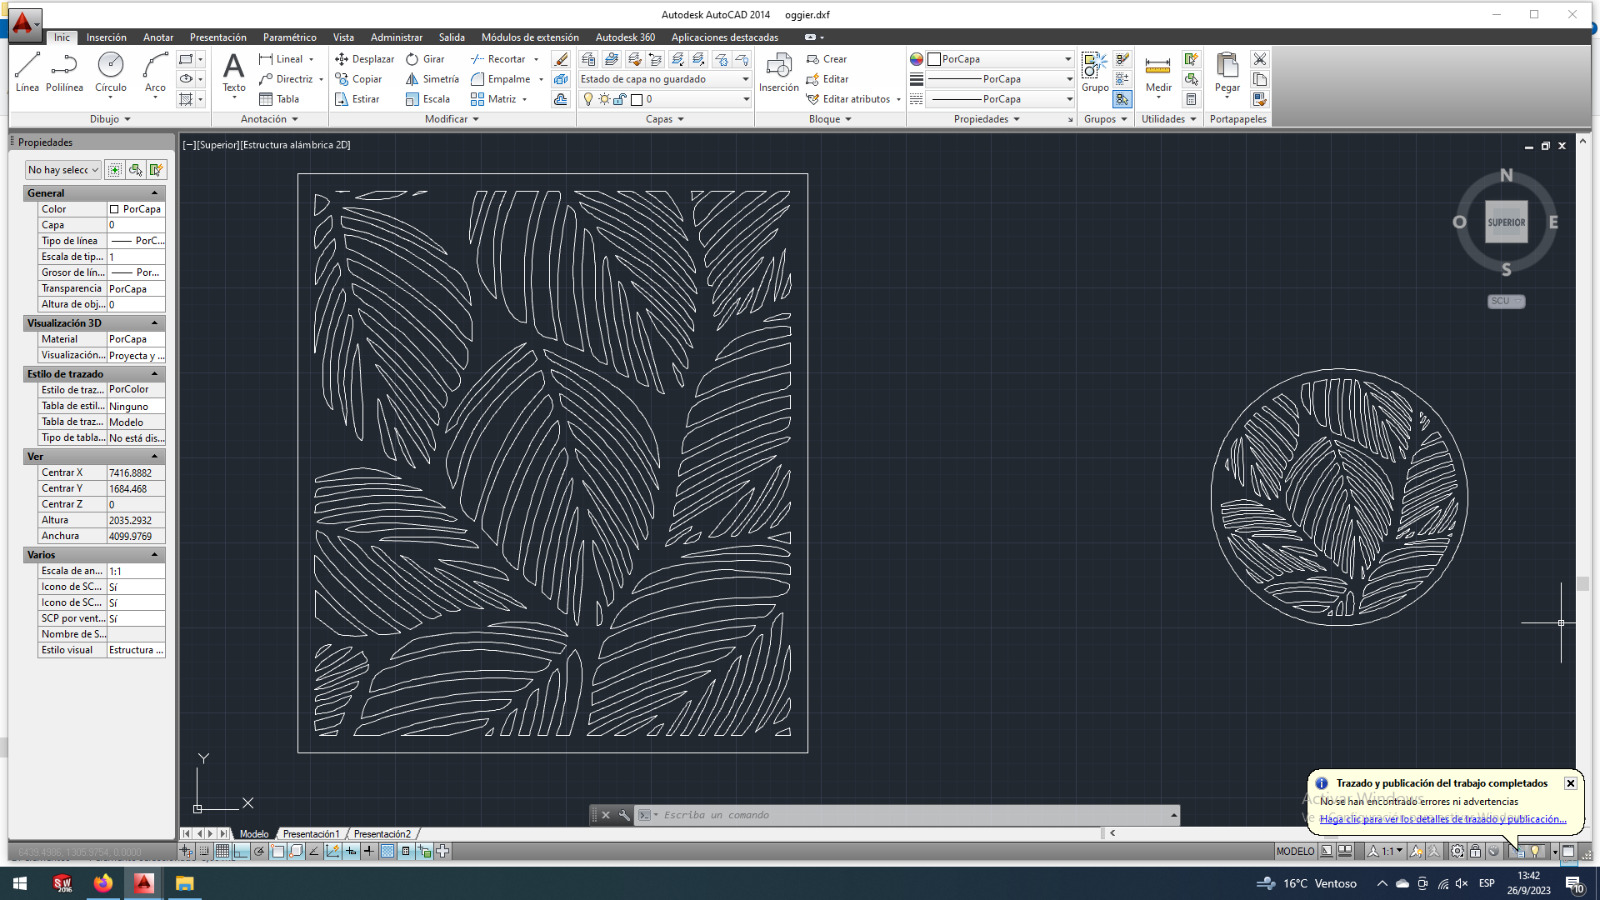 Autodesk AutoCAD 2014 oggier.dxf
Inic Inserción Anotar Presentación Paramétrico Vista Administrar Salida Módulos de extensión Autodesk 360 Aplicaciones destacadas
Línea Polilínea Círculo Arco
Dibujo
Texto
Lineal
Directriz
Tabla
Anotación
Desplazar Girar Recortar
Copiar Simetría Empalme
Estirar Escala Matriz
Modificar
Estado de capa no guardado
0
Capas
Inserción
Crear
Editar
Editar atributos
Bloque
PorCapa
PorCapa
PorCapa
Propiedades
Grupo
Grupos
Medir
Utilidades
Pegar
Portapapeles
Propiedades
No hay selecc
General
Color PorCapa
Capa 0
Tipo de línea PorC...
Escala de tip... 1
Grosor de lín... Por...
Transparencia PorCapa
Altura de obj... 0
Visualización 3D
Material PorCapa
Visualización... Proyecta y ...
Estilo de trazado
Estilo de traz... PorColor
Tabla de estil... Ninguno
Tabla de traz... Modelo
Tipo de tabla... No está dis...
Ver
Centrar X 7416.8882
Centrar Y 1684.468
Centrar Z 0
Altura 2035.2932
Anchura 4099.9769
Varios
Escala de an... 1:1
Icono de SC... Sí
Icono de SC... Sí
SCP por vent... Sí
Nombre de S...
Estilo visual Estructura ...
[−][Superior][Estructura alámbrica 2D]
N
O SUPERIOR E
S
SCU
Y
X
Escriba un comando
Trazado y publicación del trabajo completados
No se han encontrado errores ni advertencias
Haga clic para ver los detalles de trazado y publicación...
Modelo Presentación1 Presentación2
6439.4986, 1305.9754, 0.0000
MODELO 1:1
SW
2016
16°C Ventoso
ESP
13:42
26/9/2023
10